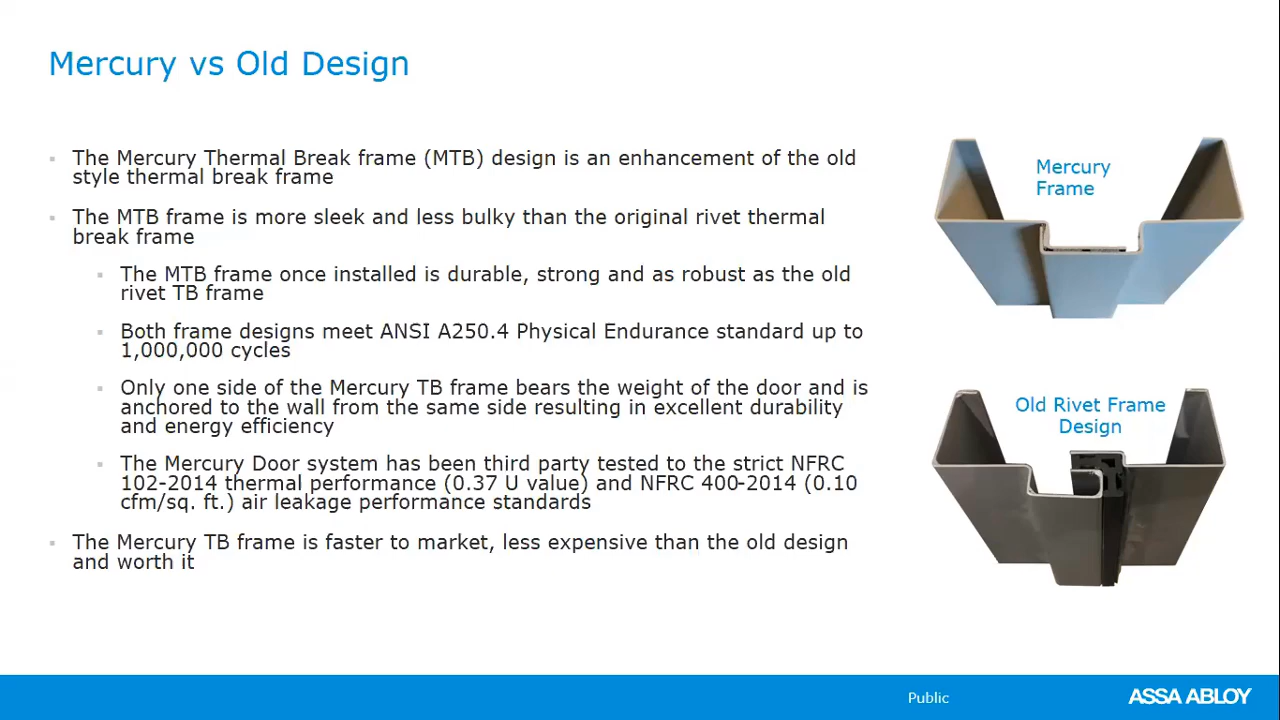 Mercury vs Old Design
The Mercury Thermal Break frame (MTB) design is an enhancement of the old
style thermal break frame
The MTB frame is more sleek and less bulky than the original rivet thermal
break frame
The MTB frame once installed is durable, strong and as robust as the old
rivet TB frame
Both frame designs meet ANSI A250.4 Physical Endurance standard up to
1,000,000 cycles
Only one side of the Mercury TB frame bears the weight of the door and is
anchored to the wall from the same side resulting in excellent durability
and energy efficiency
The Mercury Door system has been third party tested to the strict NFRC
102-2014 thermal performance (0.37 U value) and NFRC 400-2014 (0.10
cfm/sq. ft.) air leakage performance standards
The Mercury TB frame is faster to market, less expensive than the old design
and worth it
Mercury
Frame
Old Rivet Frame
Design
Public
ASSA ABLOY